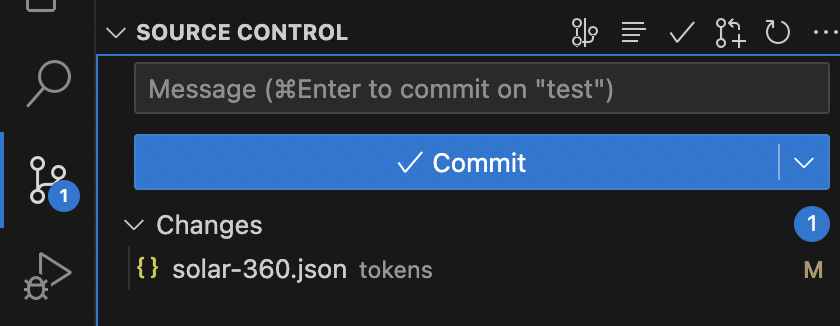 SOURCE CONTROL
Message (⌘Enter to commit on "test")
Commit
1
Changes 1
{} solar-360.json tokens M